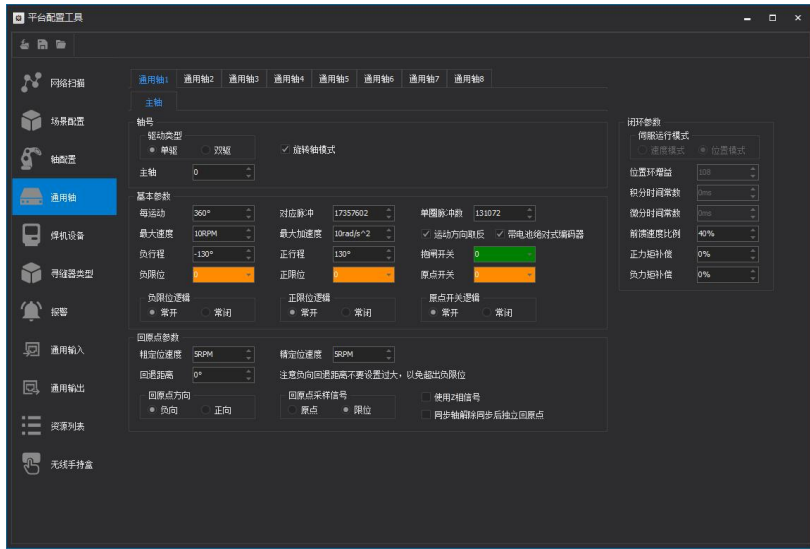 平台配置工具
网络扫描
场景配置
轴配置
通用轴
焊机设备
寻缝器类型
报警
通用输入
通用输出
资源列表
无线手持盒
通用轴1 通用轴2 通用轴3 通用轴4 通用轴5 通用轴6 通用轴7 通用轴8
主轴
轴号
驱动类型
单驱 双驱 旋转轴模式
主轴 0
基本参数
每运动 360° 对应脉冲 17357602 单圈脉冲数 131072
最大速度 10RPM 最大加速度 10rad/s^2 运动方向取反 带电池绝对式编码器
负行程 -130° 正行程 130° 抱闸开关 0
负限位 0 正限位 0 原点开关 0
负限位逻辑 正限位逻辑 原点开关逻辑
常开 常闭 常开 常闭 常开 常闭
回原点参数
粗定位速度 5RPM 精定位速度 5RPM
回退距离 0° 注意负向回退距离不要设置过大，以免超出负限位
回原点方向 回原点采样信号 使用Z相信号
负向 正向 原点 限位 同步轴解除同步后独立回原点
闭环参数
伺服运行模式
速度模式 位置模式
位置环增益 108
积分时间常数 0ms
微分时间常数 0ms
前馈速度比例 40%
正力矩补偿 0%
负力矩补偿 0%